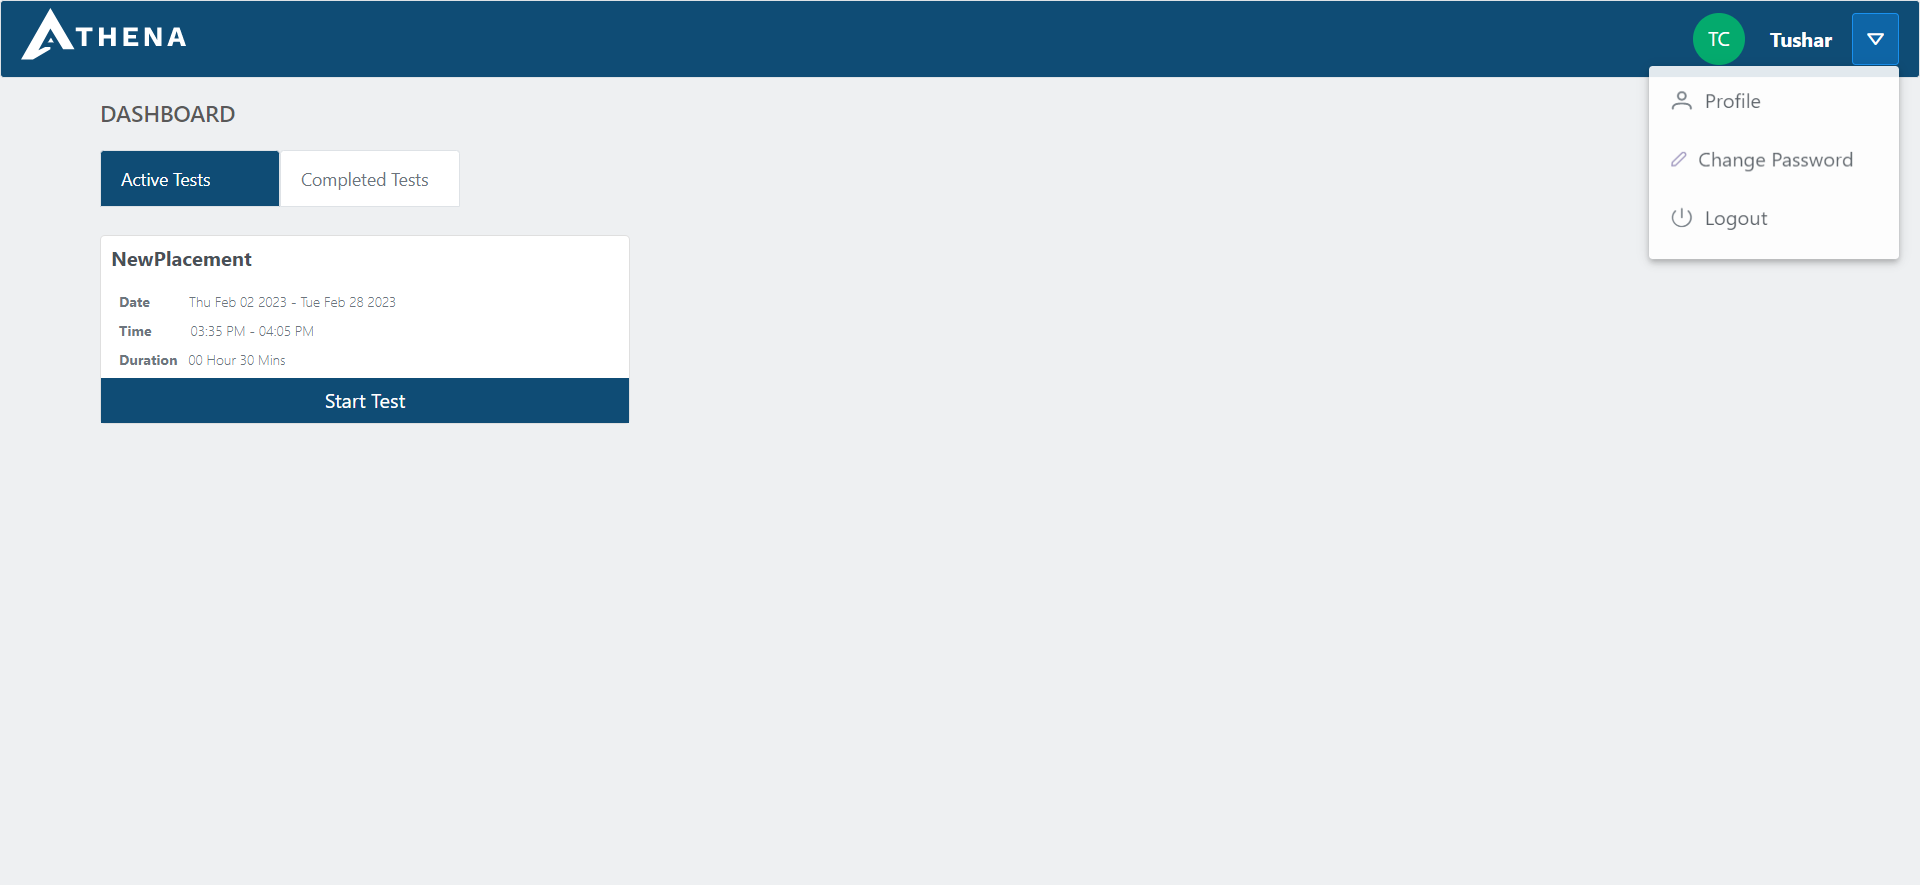 ATHENA
TC
Tushar
Profile
Change Password
Logout
DASHBOARD
Active Tests
Completed Tests
NewPlacement
Date Thu Feb 02 2023 - Tue Feb 28 2023
Time 03:35 PM - 04:05 PM
Duration 00 Hour 30 Mins
Start Test